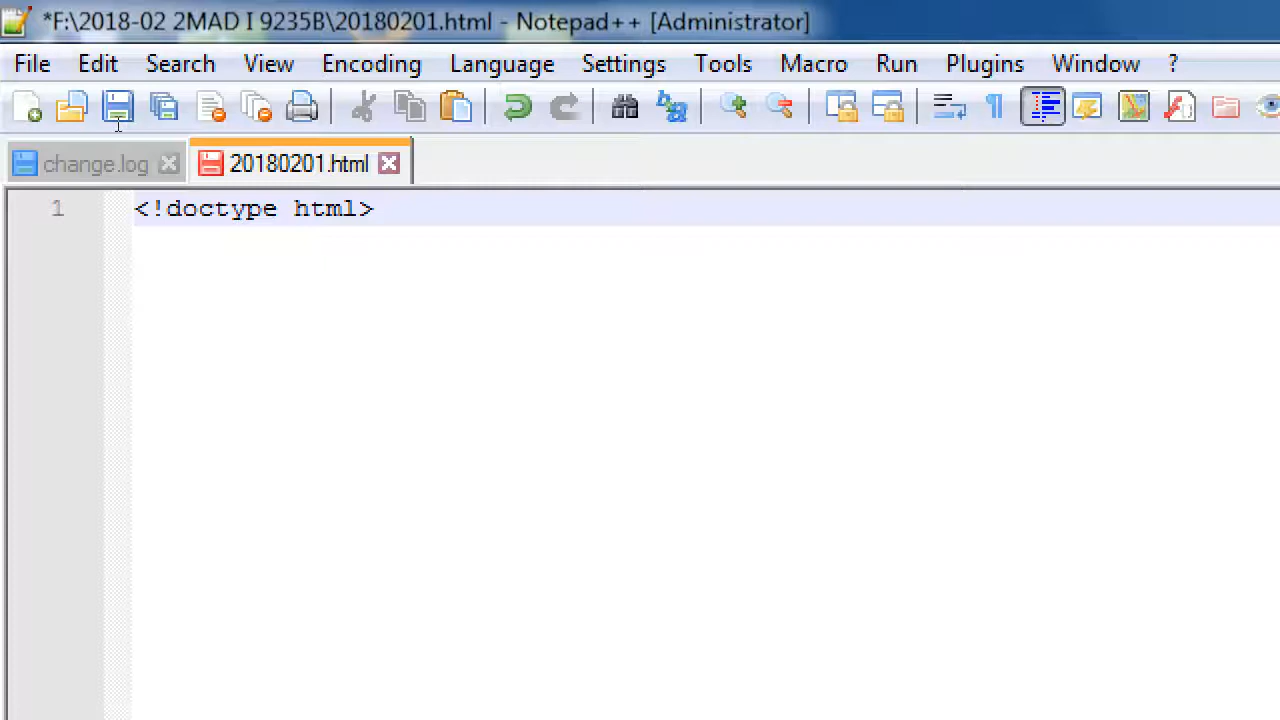 *F:\2018-02 2MAD I 9235B\20180201.html - Notepad++ [Administrator]
File Edit Search View Encoding Language Settings Tools Macro Run Plugins Window ?
change.log 20180201.html
1 <!doctype html>